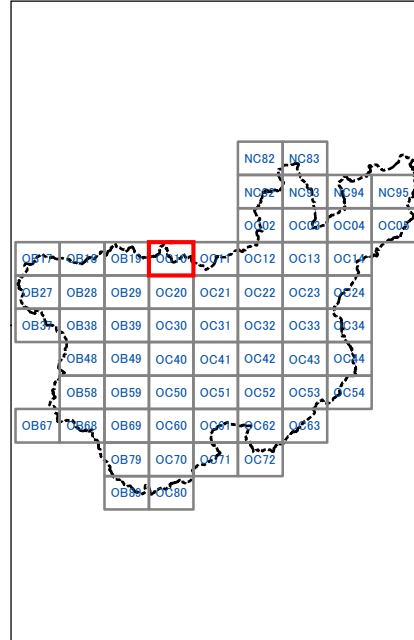 NC82 NC83
NC92 NC93 NC94 NC95
OC02 OC03 OC04 OC05
OB17 OB18 OB19 OC10 OC11 OC12 OC13 OC14
OB27 OB28 OB29 OC20 OC21 OC22 OC23 OC24
OB37 OB38 OB39 OC30 OC31 OC32 OC33 OC34
OB48 OB49 OC40 OC41 OC42 OC43 OC44
OB58 OB59 OC50 OC51 OC52 OC53 OC54
OB67 OB68 OB69 OC60 OC61 OC62 OC63
OB79 OC70 OC71 OC72
OB89 OC80